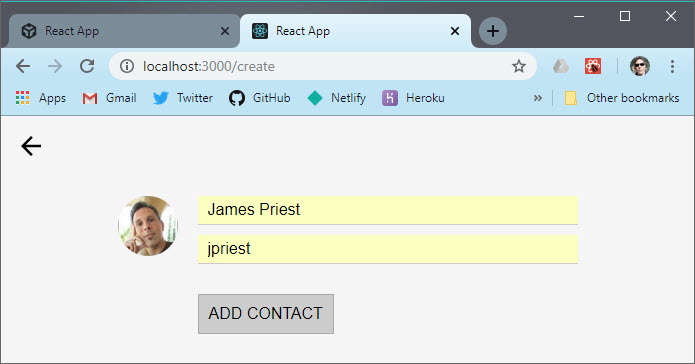 React App
React App
localhost:3000/create
Apps
Gmail
Twitter
GitHub
Netlify
Heroku
»
Other bookmarks
James Priest
jpriest
ADD CONTACT